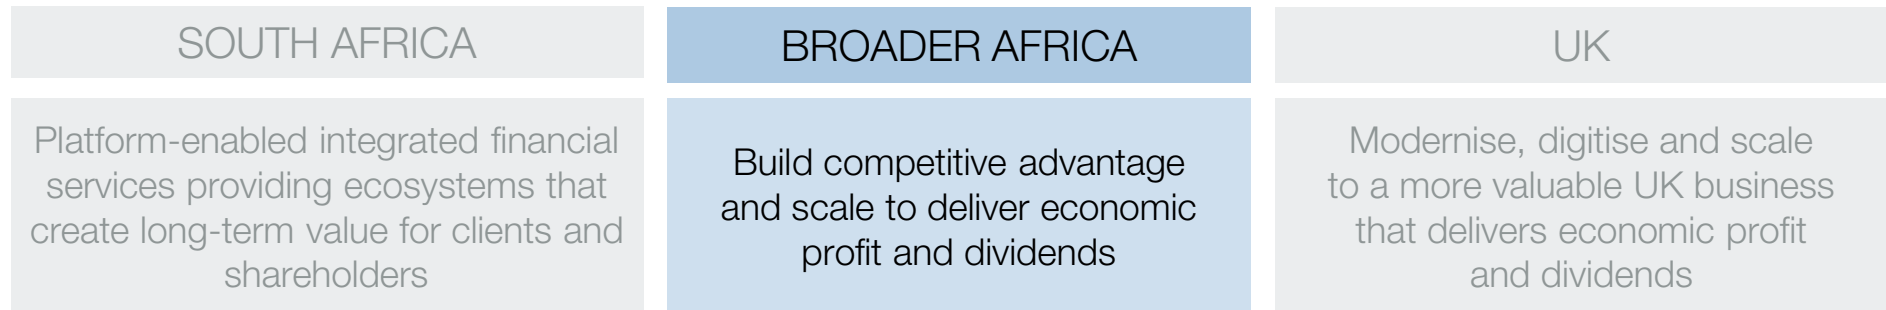 SOUTH AFRICA
Platform-enabled integrated financial
services providing ecosystems that
create long-term value for clients and
shareholders
BROADER AFRICA
Build competitive advantage
and scale to deliver economic
profit and dividends
UK
Modernise, digitise and scale
to a more valuable UK business
that delivers economic profit
and dividends